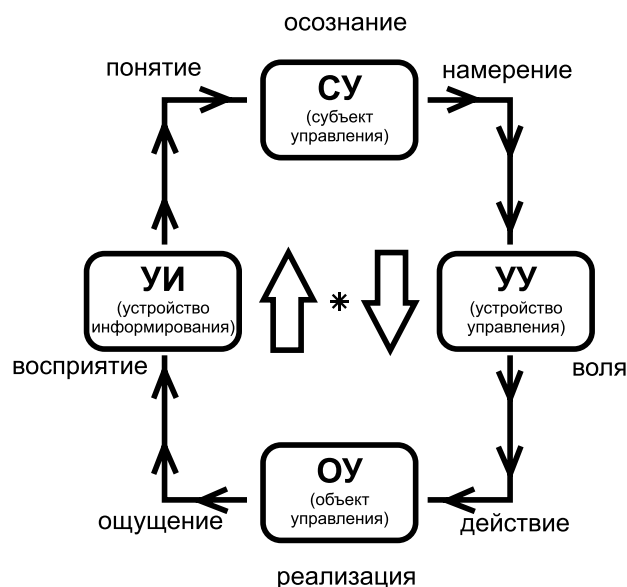 осознание
понятие
СУ
(субъект
управления)
намерение
УИ
(устройство
информирования)
УУ
(устройство
управления)
восприятие
воля
ОУ
(объект
управления)
ощущение
действие
реализация